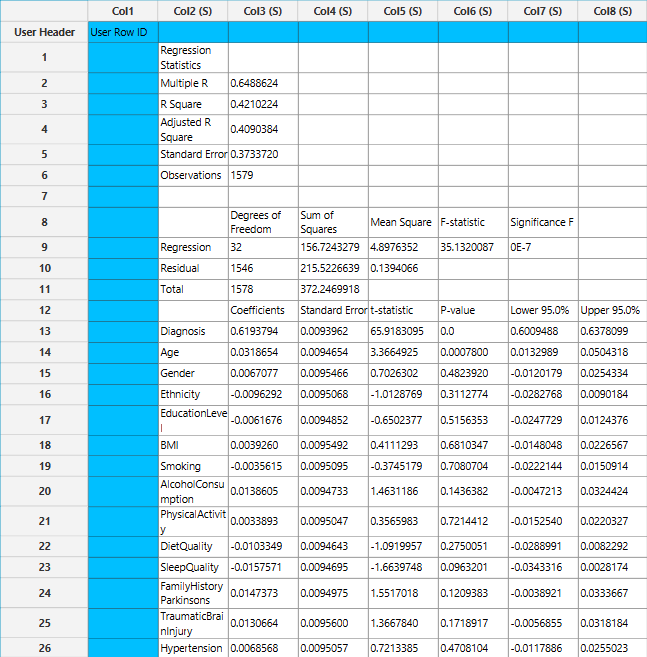 Col1 Col2 (S) Col3 (S) Col4 (S) Col5 (S) Col6 (S) Col7 (S) Col8 (S)
User Header User Row ID
1 Regression Statistics
2 Multiple R 0.6488624
3 R Square 0.4210224
4 Adjusted R Square 0.4090384
5 Standard Error 0.3733720
6 Observations 1579
7
8 Degrees of Freedom Sum of Squares Mean Square F-statistic Significance F
9 Regression 32 156.7243279 4.8976352 35.1320087 0E-7
10 Residual 1546 215.5226639 0.1394066
11 Total 1578 372.2469918
12 Coefficients Standard Error t-statistic P-value Lower 95.0% Upper 95.0%
13 Diagnosis 0.6193794 0.0093962 65.9183095 0.0 0.6009488 0.6378099
14 Age 0.0318654 0.0094654 3.3664925 0.0007800 0.0132989 0.0504318
15 Gender 0.0067077 0.0095466 0.7026302 0.4823920 -0.0120179 0.0254334
16 Ethnicity -0.0096292 0.0095068 -1.0128769 0.3112774 -0.0282768 0.0090184
17 EducationLevel -0.0061676 0.0094852 -0.6502377 0.5156353 -0.0247729 0.0124376
18 BMI 0.0039260 0.0095492 0.4111293 0.6810347 -0.0148048 0.0226567
19 Smoking -0.0035615 0.0095095 -0.3745179 0.7080704 -0.0222144 0.0150914
20 AlcoholConsumption 0.0138605 0.0094733 1.4631186 0.1436382 -0.0047213 0.0324424
21 PhysicalActivity 0.0033893 0.0095047 0.3565983 0.7214412 -0.0152540 0.0220327
22 DietQuality -0.0103349 0.0094643 -1.0919957 0.2750051 -0.0288991 0.0082292
23 SleepQuality -0.0157571 0.0094695 -1.6639748 0.0963201 -0.0343316 0.0028174
24 FamilyHistoryParkinsons 0.0147373 0.0094975 1.5517018 0.1209383 -0.0038921 0.0333667
25 TraumaticBrainInjury 0.0130664 0.0095600 1.3667840 0.1718917 -0.0056855 0.0318184
26 Hypertension 0.0068568 0.0095057 0.7213385 0.4708104 -0.0117886 0.0255023